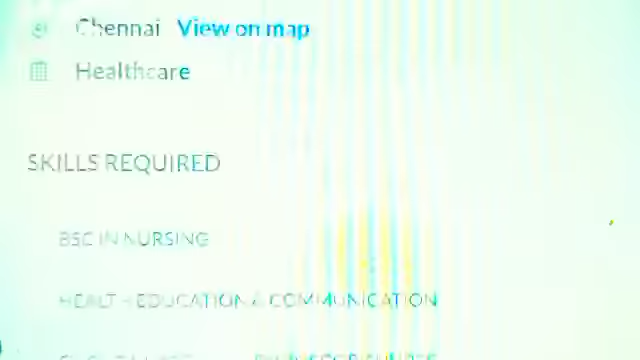 Chennai View on map
Healthcare
SKILLS REQUIRED
BSC IN NURSING
HEALTH EDUCATION & COMMUNICATION